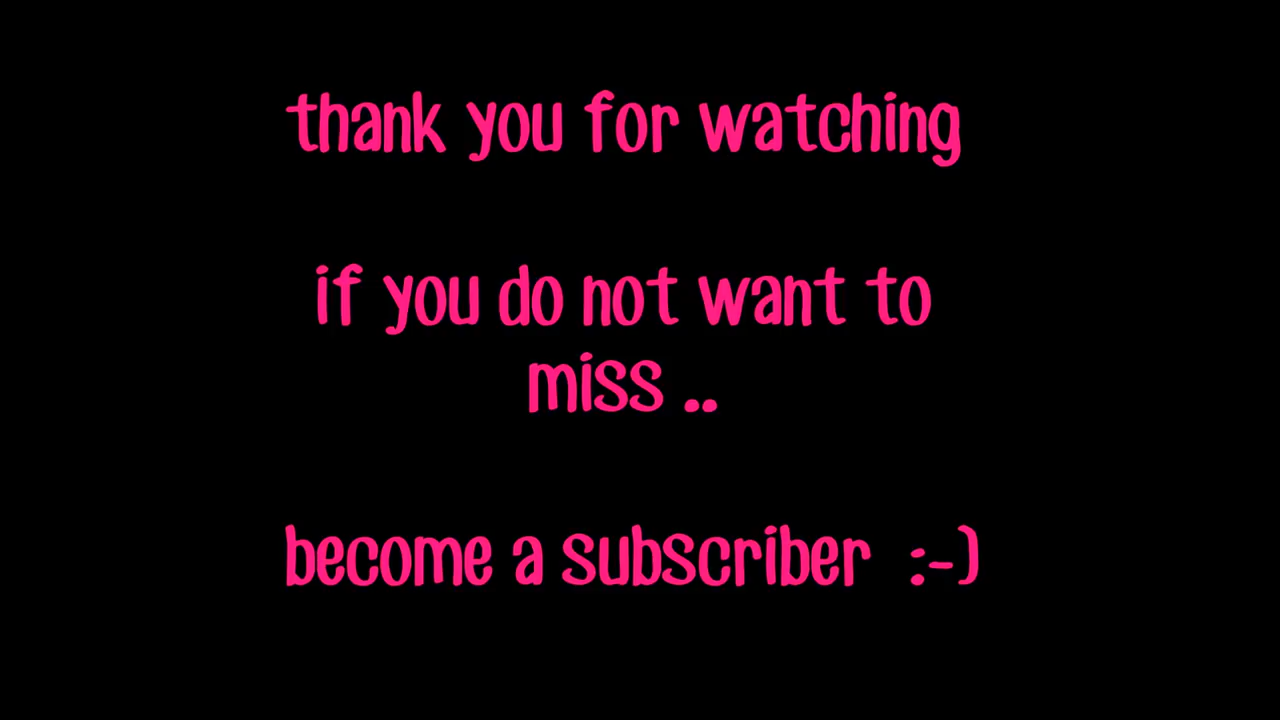 thank you for watching
if you do not want to
miss ..
become a subscriber :-)